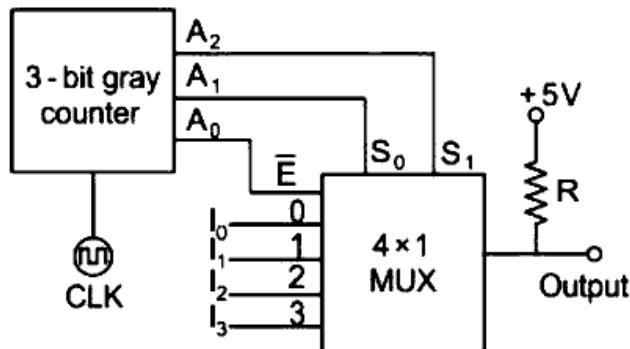 3 - bit gray
counter
A₂
A₁
A₀
CLK
E̅
S₀
S₁
+5V
R
I₀
0
I₁
1
I₂
2
I₃
3
4 × 1
MUX
Output